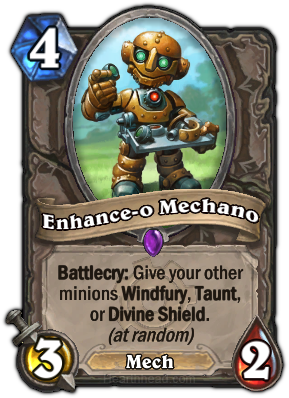 4
Enhance-o Mechano
Battlecry: Give your other
minions Windfury, Taunt,
or Divine Shield.
(at random)
3
Mech
2